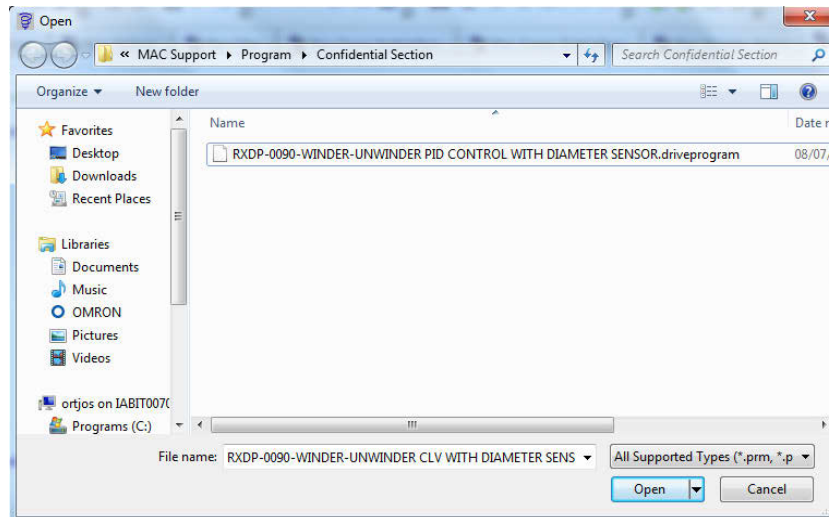 Open
« MAC Support ▸ Program ▸ Confidential Section
Search Confidential Section
Organize
New folder
Name
Date
RXDP-0090-WINDER-UNWINDER PID CONTROL WITH DIAMETER SENSOR.driveprogram
08/07/
Favorites
Desktop
Downloads
Recent Places
Libraries
Documents
Music
OMRON
Pictures
Videos
ortjos on IABIT0070
Programs (C:)
File name:
RXDP-0090-WINDER-UNWINDER CLV WITH DIAMETER SENS
All Supported Types (*.prm, *.p
Open
Cancel